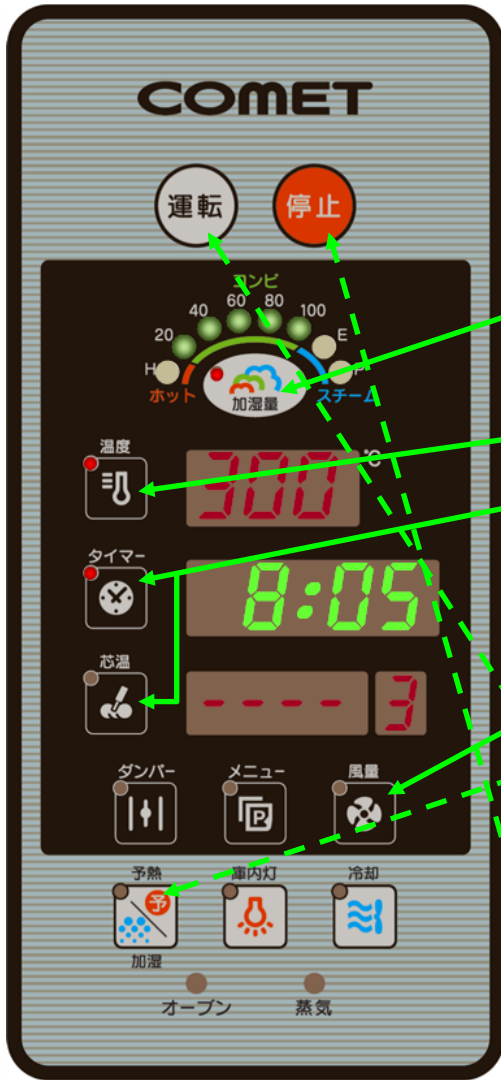 COMET
運転 停止
コンビ
20 40 60 80 100
H E P
ホット 加湿量 スチーム
温度
300 ℃
タイマー
8:05
芯温
---- 3
ダンパー メニュー 風量
P
予熱 庫内灯 冷却
予
加湿
オーブン 蒸気